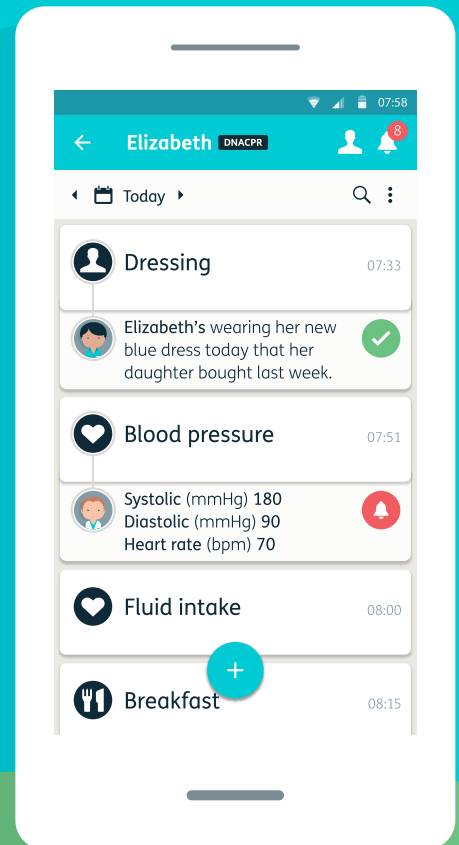 07:58
Elizabeth DNACPR
8
Today
Dressing
07:33
Elizabeth's wearing her new
blue dress today that her
daughter bought last week.
Blood pressure
07:51
Systolic (mmHg) 180
Diastolic (mmHg) 90
Heart rate (bpm) 70
Fluid intake
08:00
Breakfast
08:15